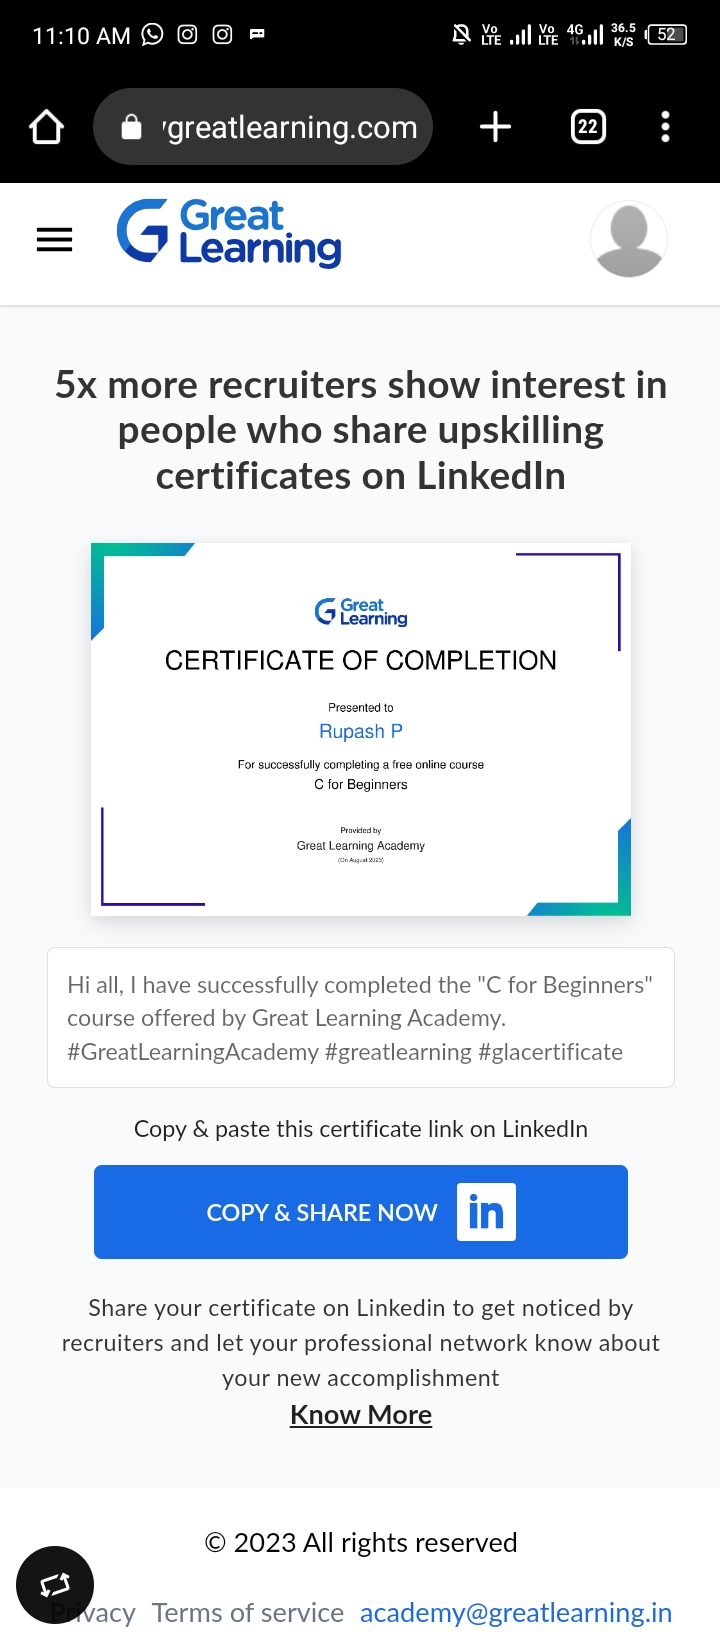 11:10 AM
Vo LTE Vo LTE 4G 36.5 K/S 52
greatlearning.com 22
Great
Learning
5x more recruiters show interest in
people who share upskilling
certificates on LinkedIn
Great
Learning
CERTIFICATE OF COMPLETION
Presented to
Rupash P
For successfully completing a free online course
C for Beginners
Provided by
Great Learning Academy
(On August 2023)
Hi all, I have successfully completed the "C for Beginners"
course offered by Great Learning Academy.
#GreatLearningAcademy #greatlearning #glacertificate
Copy & paste this certificate link on LinkedIn
COPY & SHARE NOW in
Share your certificate on Linkedin to get noticed by
recruiters and let your professional network know about
your new accomplishment
Know More
© 2023 All rights reserved
Privacy Terms of service academy@greatlearning.in